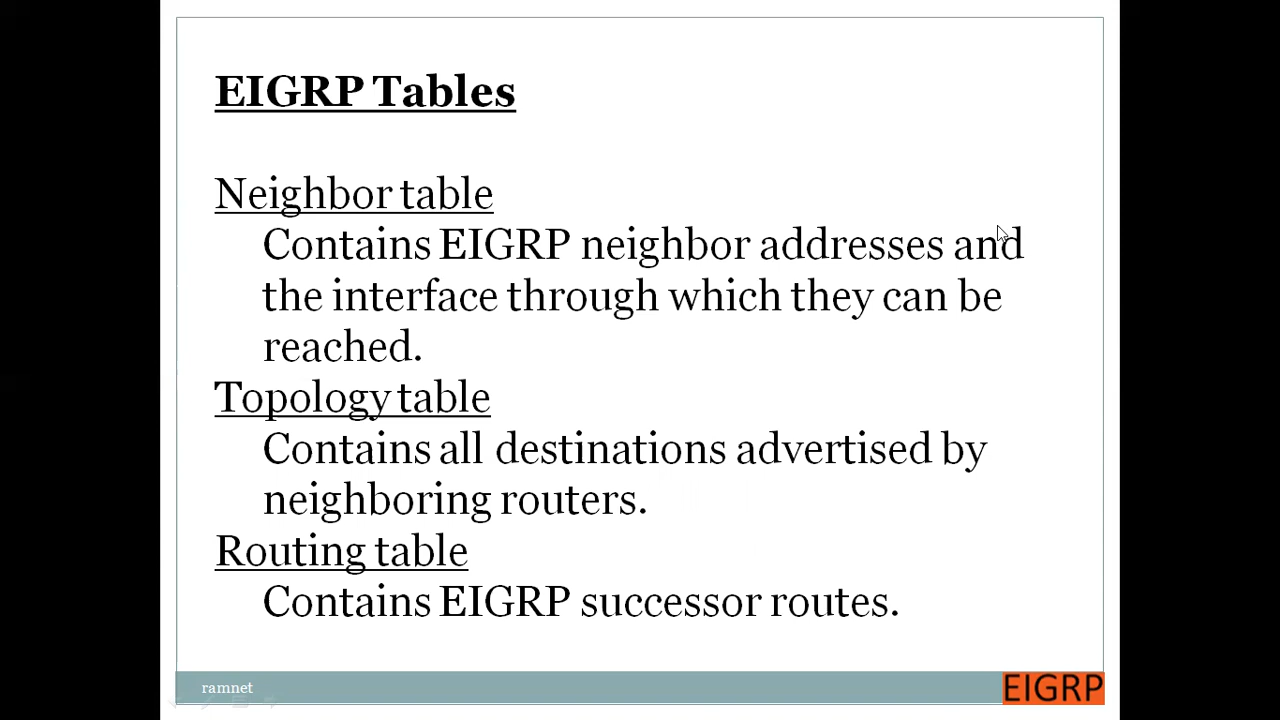 EIGRP Tables
Neighbor table
Contains EIGRP neighbor addresses and
the interface through which they can be
reached.
Topology table
Contains all destinations advertised by
neighboring routers.
Routing table
Contains EIGRP successor routes.
ramnet
EIGRP